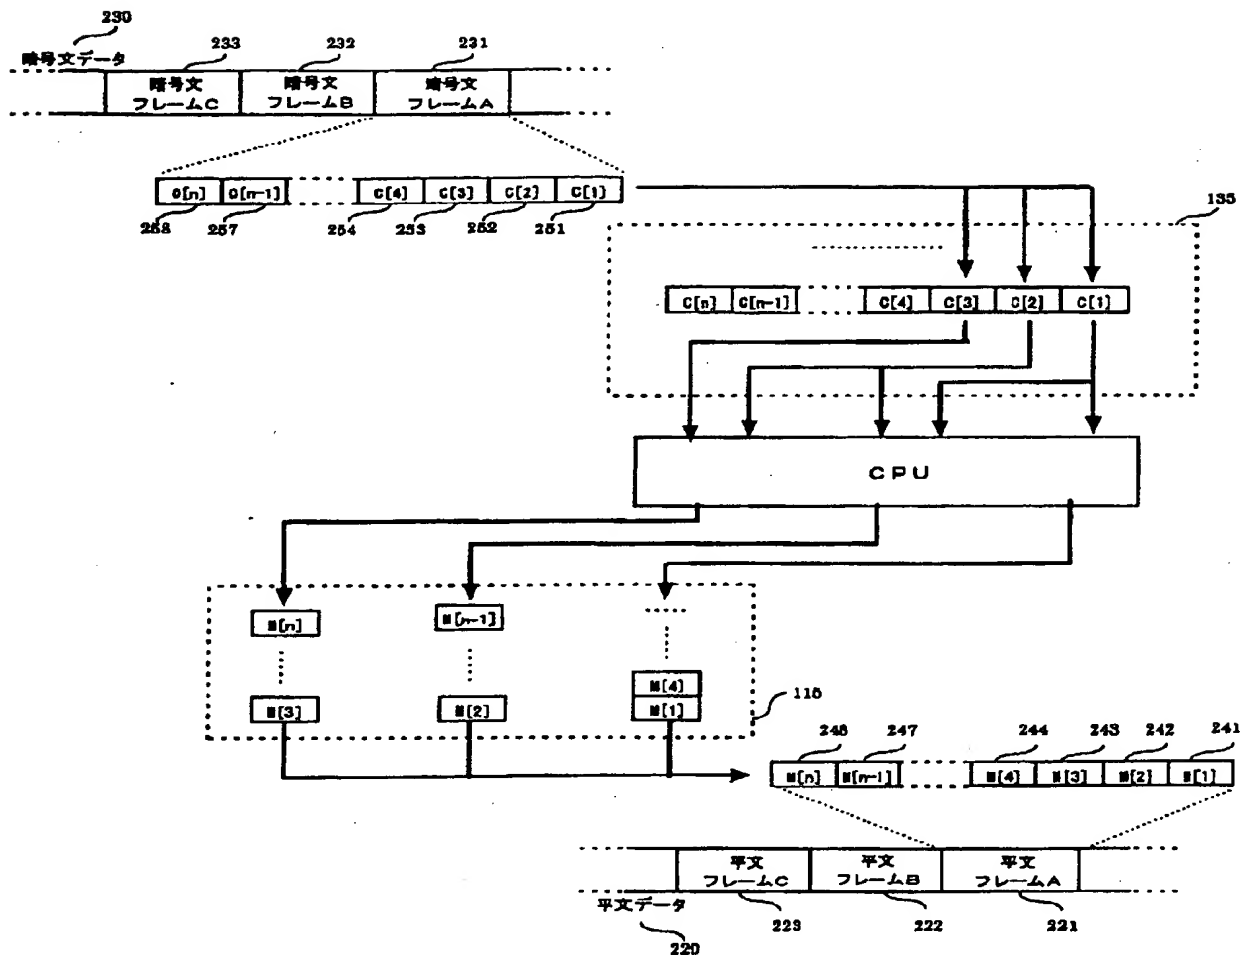 230
暗号文データ
233 232 231
暗号文 暗号文 暗号文
フレームC フレームB フレームA
C[n] C[n-1] C[4] C[3] C[2] C[1]
258 257 254 253 252 251
135
C[n] C[n-1] C[4] C[3] C[2] C[1]
CPU
M[n] M[n-1]
M[4]
M[3] M[2] M[1]
115
248 247 244 243 242 241
M[n] M[n-1] M[4] M[3] M[2] M[1]
平文 平文 平文
フレームC フレームB フレームA
平文データ
223 222 221
220